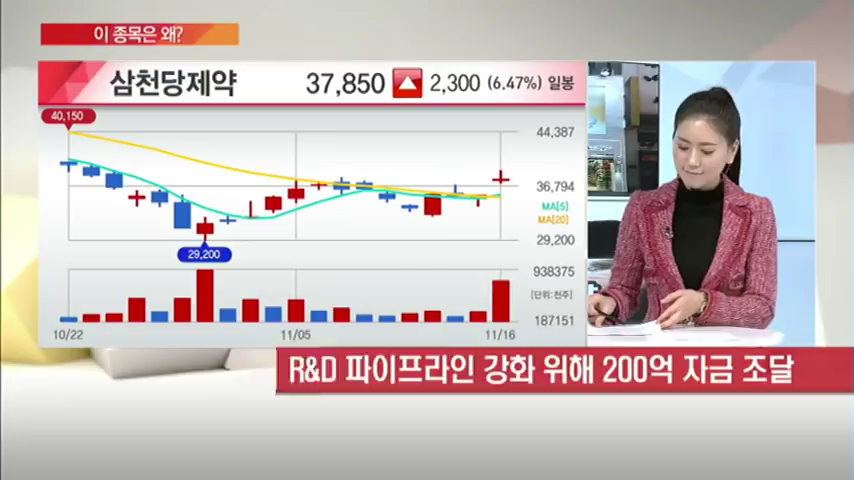 이 종목은 왜?
삼천당제약 37,850 2,300 (6.47%) 일봉
40,150
44,387
36,794
MA[5]
MA[20]
29,200
29,200
938375
[단위:천주]
187151
10/22 11/05 11/16
R&D 파이프라인 강화 위해 200억 자금 조달